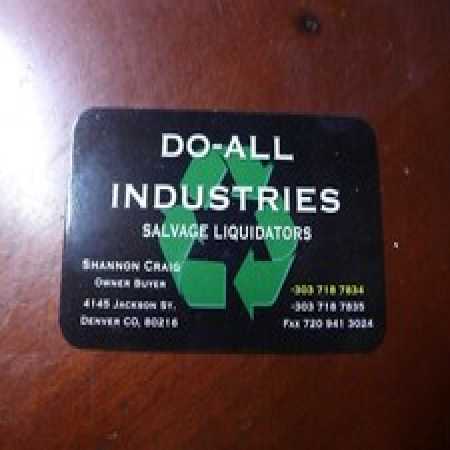 DO-ALL
INDUSTRIES
SALVAGE LIQUIDATORS
SHANNON CRAIG
OWNER BUYER
4145 JACKSON ST.
DENVER CO, 80216
-303 718 7834
-303 718 7835
FAX 720 941 3024